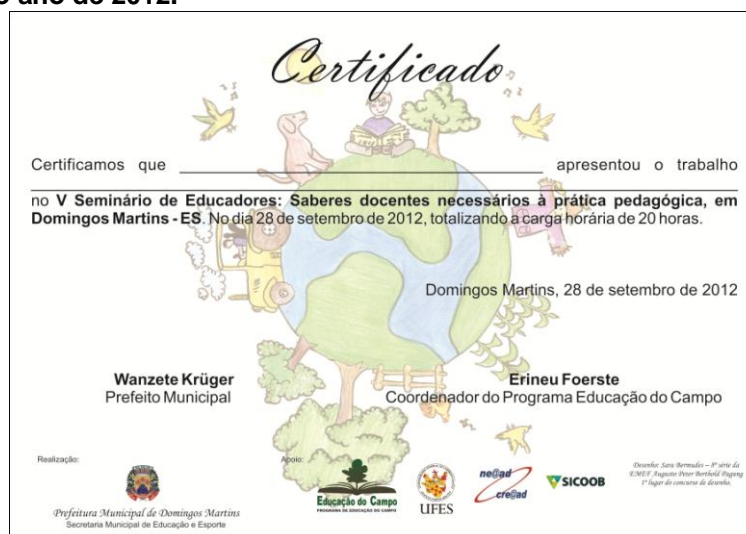 ano de 2012.
Certificado
Certificamos que ______________________ apresentou o trabalho
no V Seminário de Educadores: Saberes docentes necessários à prática pedagógica, em
Domingos Martins - ES. No dia 28 de setembro de 2012, totalizando a carga horária de 20 horas.
Domingos Martins, 28 de setembro de 2012
Wanzete Krüger
Prefeito Municipal
Erineu Foerste
Coordenador do Programa Educação do Campo
Realização:
Prefeitura Municipal de Domingos Martins
Secretaria Municipal de Educação e Esporte
Apoio:
Educação do Campo
PROGRAMA DE EDUCAÇÃO DO CAMPO
UFES
ne@ad
cre@ad
SICOOB
Desenho: Sara Bermudes – 8ª série da
EMEF Augusto Peter Berthold Pagung
1º lugar do concurso de desenho.